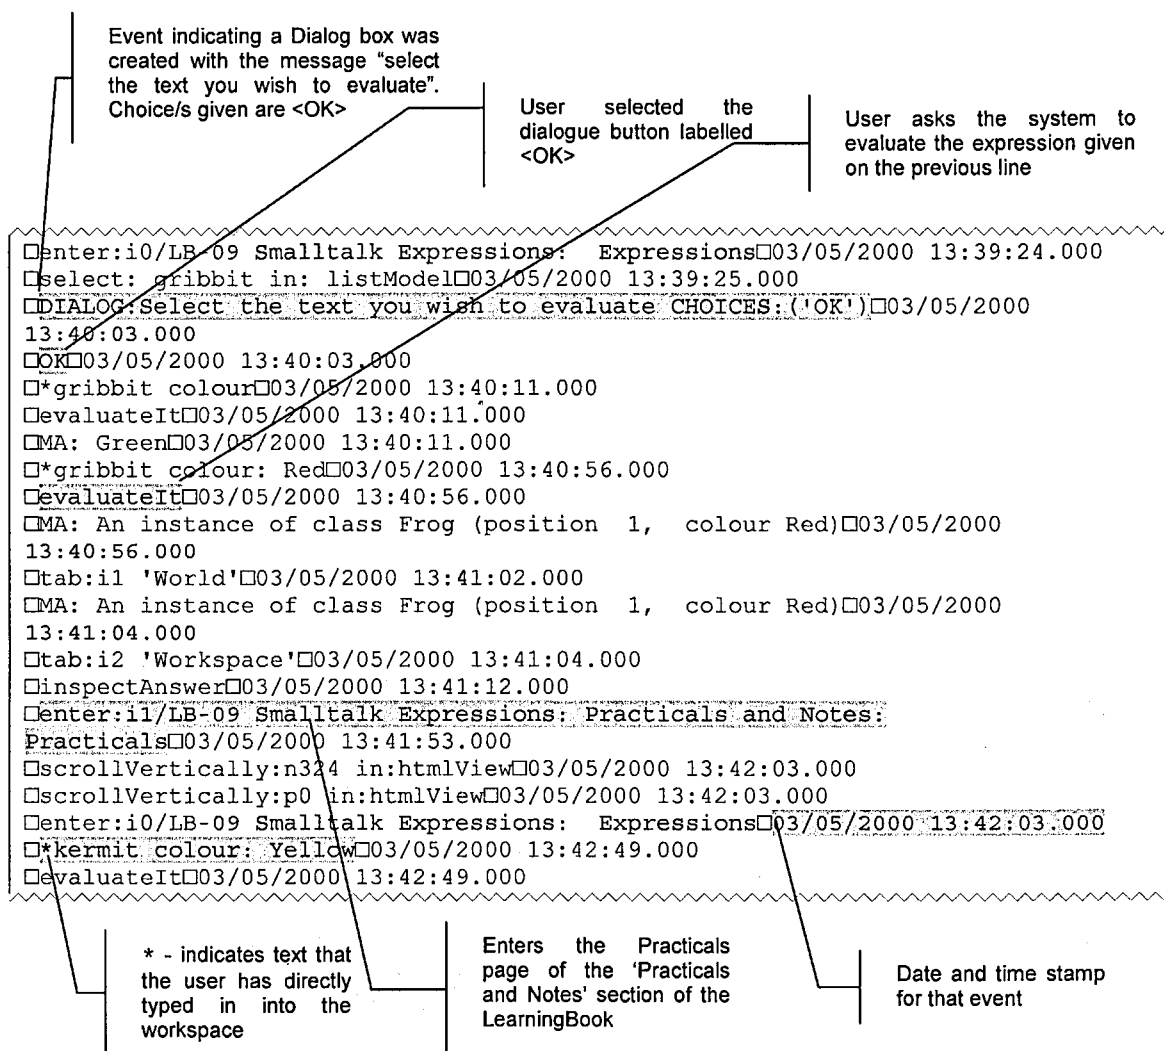 Event indicating a Dialog box was
created with the message “select
the text you wish to evaluate”.
Choice/s given are <OK>
User selected the
dialogue button labelled
<OK>
User asks the system to
evaluate the expression given
on the previous line
□enter:i0/LB-09 Smalltalk Expressions:  Expressions□03/05/2000 13:39:24.000
□select: gribbit in: listModel□03/05/2000 13:39:25.000
□DIALOG:Select the text you wish to evaluate CHOICES:('OK')□03/05/2000
13:40:03.000
□OK□03/05/2000 13:40:03.000
□*gribbit colour□03/05/2000 13:40:11.000
□evaluateIt□03/05/2000 13:40:11.000
□MA: Green□03/05/2000 13:40:11.000
□*gribbit colour: Red□03/05/2000 13:40:56.000
□evaluateIt□03/05/2000 13:40:56.000
□MA: An instance of class Frog (position  1,  colour Red)□03/05/2000
13:40:56.000
□tab:i1 'World'□03/05/2000 13:41:02.000
□MA: An instance of class Frog (position  1,  colour Red)□03/05/2000
13:41:04.000
□tab:i2 'Workspace'□03/05/2000 13:41:04.000
□inspectAnswer□03/05/2000 13:41:12.000
□enter:i1/LB-09 Smalltalk Expressions: Practicals and Notes:
Practicals□03/05/2000 13:41:53.000
□scrollVertically:n324 in:htmlView□03/05/2000 13:42:03.000
□scrollVertically:p0 in:htmlView□03/05/2000 13:42:03.000
□enter:i0/LB-09 Smalltalk Expressions:  Expressions□03/05/2000 13:42:03.000
□*kermit colour: Yellow□03/05/2000 13:42:49.000
□evaluateIt□03/05/2000 13:42:49.000
* - indicates text that
the user has directly
typed in into the
workspace
Enters the Practicals
page of the ‘Practicals
and Notes’ section of the
LearningBook
Date and time stamp
for that event